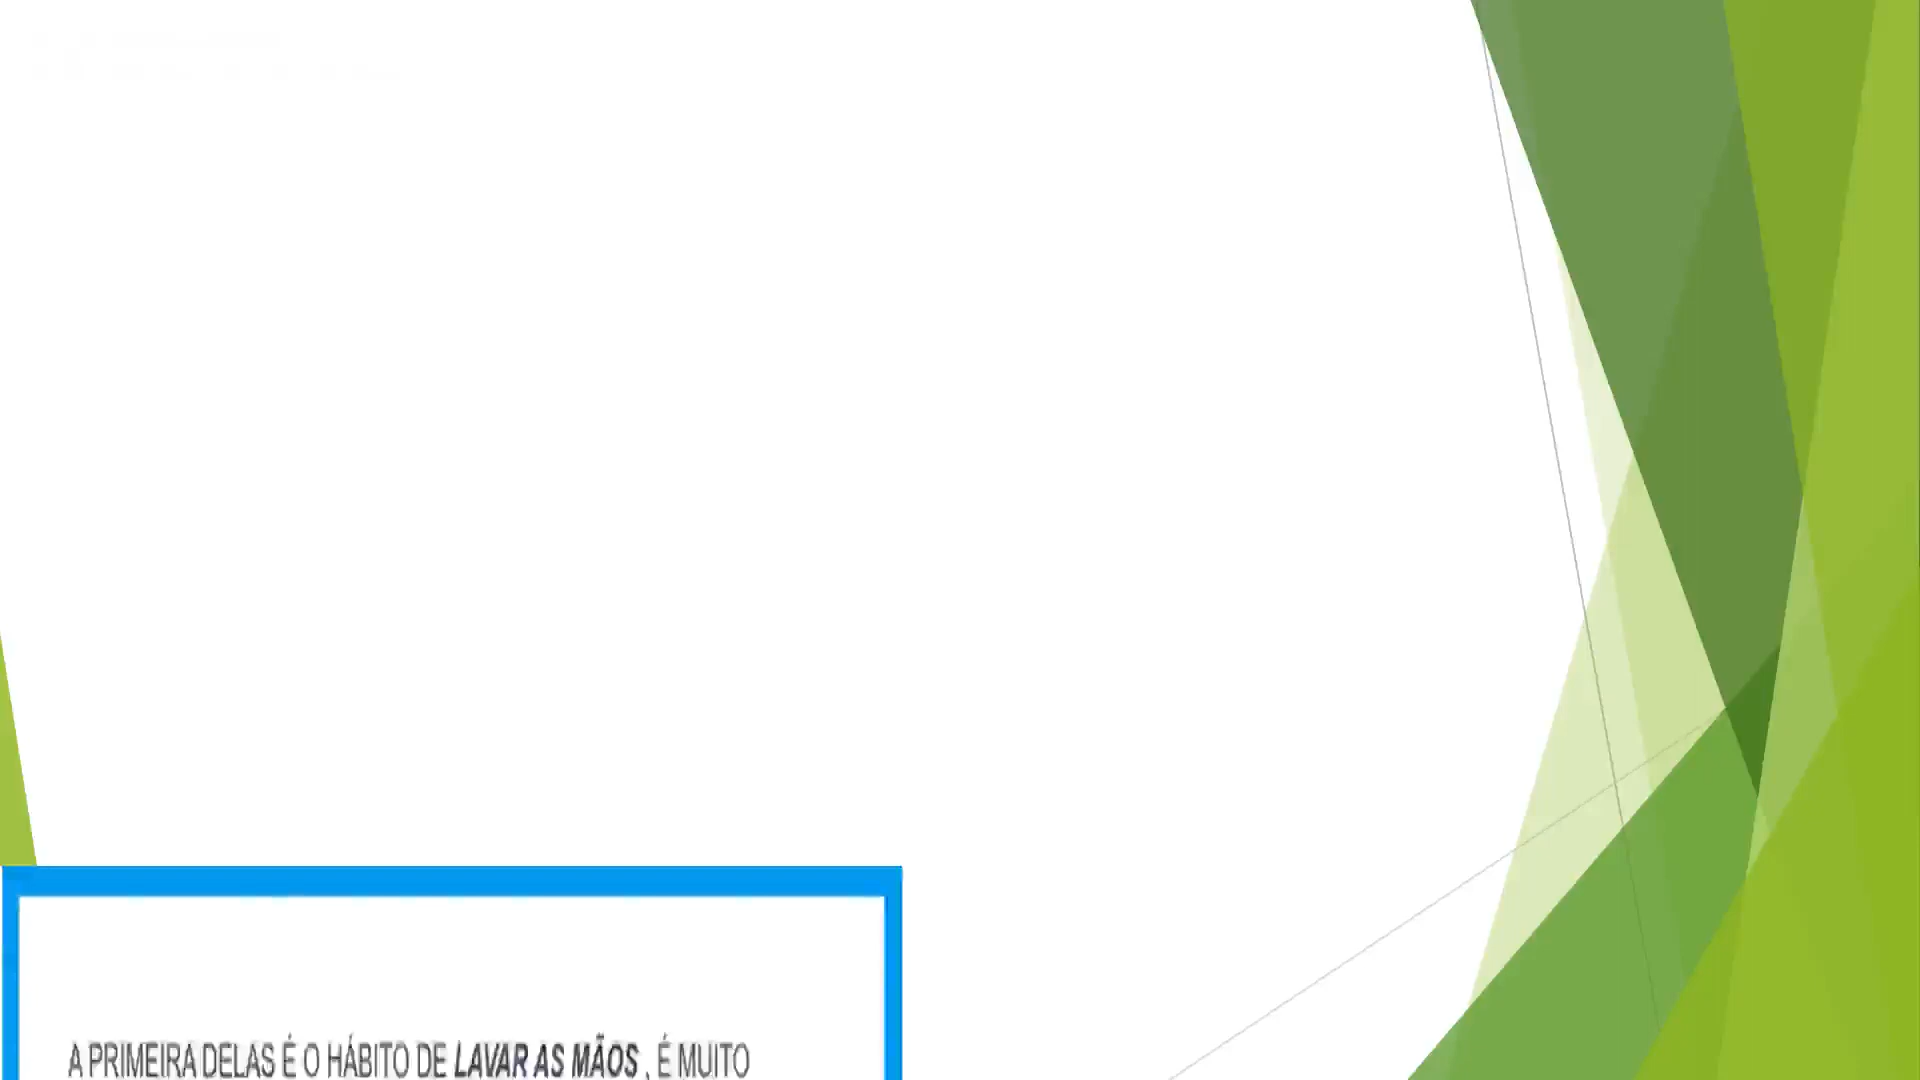 A PRIMEIRA DELAS É O HÁBITO DE LAVAR AS MÃOS , É MUITO